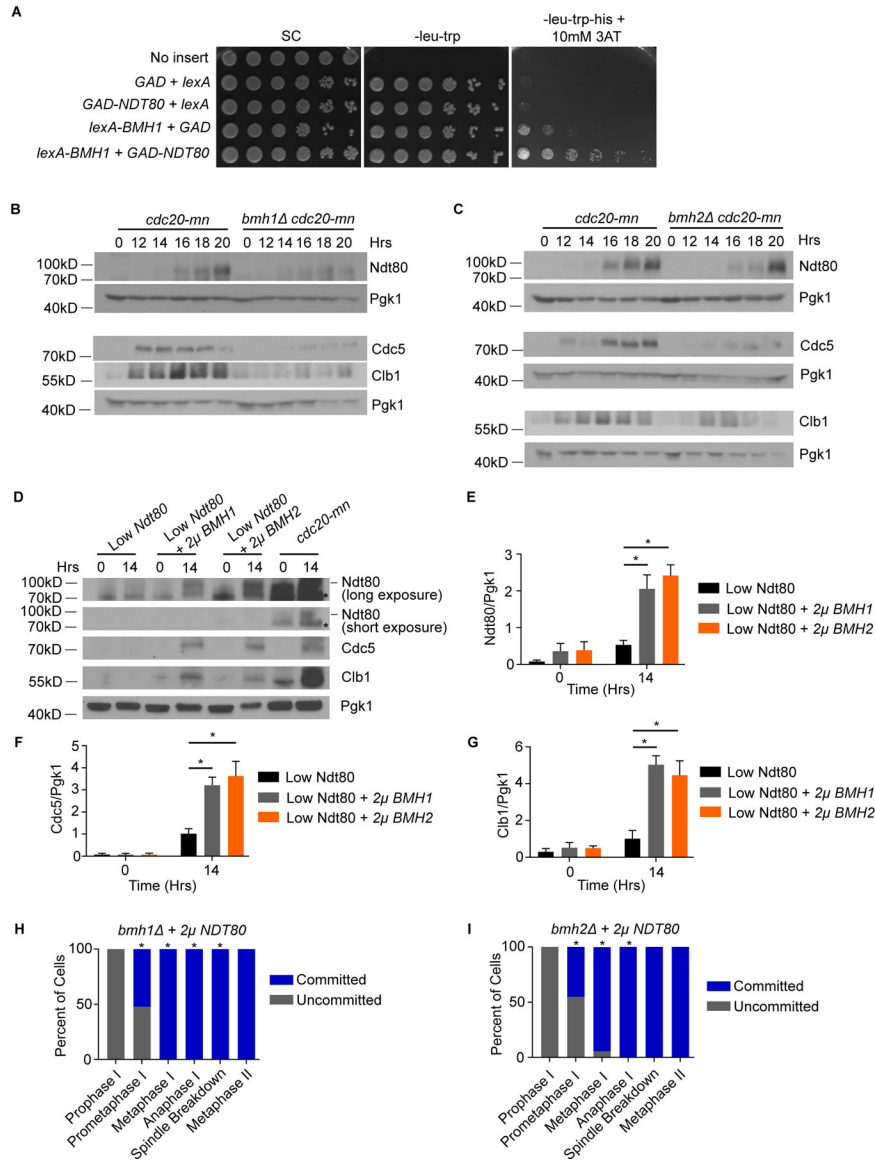 A
SC
-leu-trp
-leu-trp-his +
10mM 3AT
No insert
GAD + lexA
GAD-NDT80 + lexA
lexA-BMH1 + GAD
lexA-BMH1 + GAD-NDT80
B
cdc20-mn
bmh1Δ cdc20-mn
0 12 14 16 18 20 0 12 14 16 18 20 Hrs
100kD
70kD
Ndt80
40kD
Pgk1
70kD
Cdc5
55kD
Clb1
40kD
Pgk1
C
cdc20-mn
bmh2Δ cdc20-mn
0 12 14 16 18 20 0 12 14 16 18 20 Hrs
100kD
70kD
Ndt80
40kD
Pgk1
70kD
Cdc5
40kD
Pgk1
55kD
Clb1
40kD
Pgk1
D
Low Ndt80
Low Ndt80
+ 2μ BMH1
Low Ndt80
+ 2μ BMH2
cdc20-mn
Hrs 0 14 0 14 0 14 0 14
100kD
70kD
Ndt80
*
(long exposure)
100kD
70kD
Ndt80
*
(short exposure)
70kD
Cdc5
55kD
Clb1
40kD
Pgk1
E
Ndt80/Pgk1
3
2
1
0
*
*
0
14
Time (Hrs)
Low Ndt80
Low Ndt80 + 2μ BMH1
Low Ndt80 + 2μ BMH2
F
Cdc5/Pgk1
5
4
3
2
1
0
*
*
0
14
Time (Hrs)
Low Ndt80
Low Ndt80 + 2μ BMH1
Low Ndt80 + 2μ BMH2
G
Clb1/Pgk1
6
4
2
0
*
*
0
14
Time (Hrs)
Low Ndt80
Low Ndt80 + 2μ BMH1
Low Ndt80 + 2μ BMH2
H
bmh1Δ + 2μ NDT80
Percent of Cells
100
50
0
* * * *
Prophase I
Prometaphase I
Metaphase I
Anaphase I
Spindle Breakdown
Metaphase II
Committed
Uncommitted
I
bmh2Δ + 2μ NDT80
Percent of Cells
100
50
0
* * *
Prophase I
Prometaphase I
Metaphase I
Anaphase I
Spindle Breakdown
Metaphase II
Committed
Uncommitted